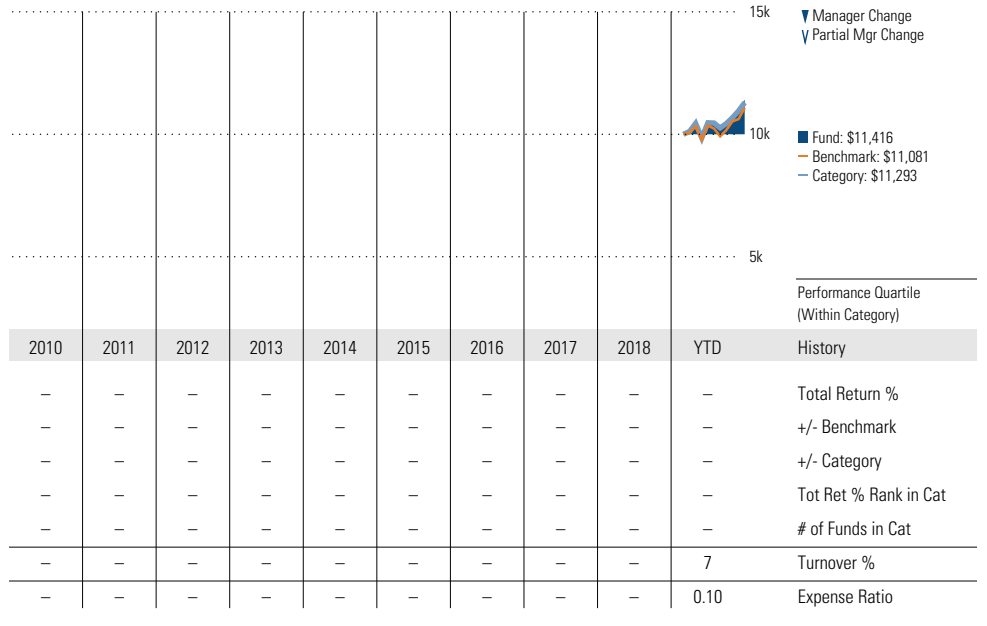 15k
▼ Manager Change
Partial Mgr Change
10k
Fund: $11,416
Benchmark: $11,081
Category: $11,293
5k
Performance Quartile
(Within Category)
2010 2011 2012 2013 2014 2015 2016 2017 2018 YTD History
– – – – – – – – – – Total Return %
– – – – – – – – – – +/- Benchmark
– – – – – – – – – – +/- Category
– – – – – – – – – – Tot Ret % Rank in Cat
– – – – – – – – – – # of Funds in Cat
– – – – – – – – – 7 Turnover %
– – – – – – – – – 0.10 Expense Ratio